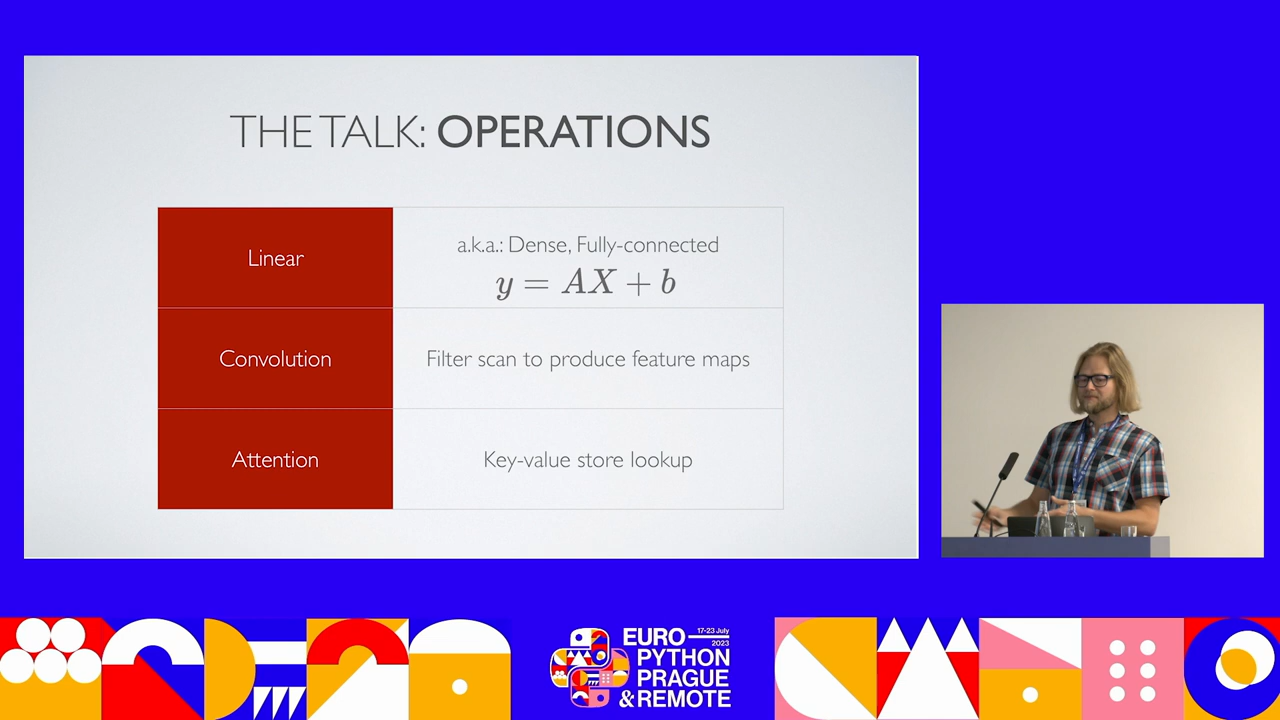 THE TALK: OPERATIONS
Linear
a.k.a.: Dense, Fully-connected
y = AX + b
Convolution
Filter scan to produce feature maps
Attention
Key-value store lookup
17-23 July
2023
EURO
PYTHON
PRAGUE
& REMOTE